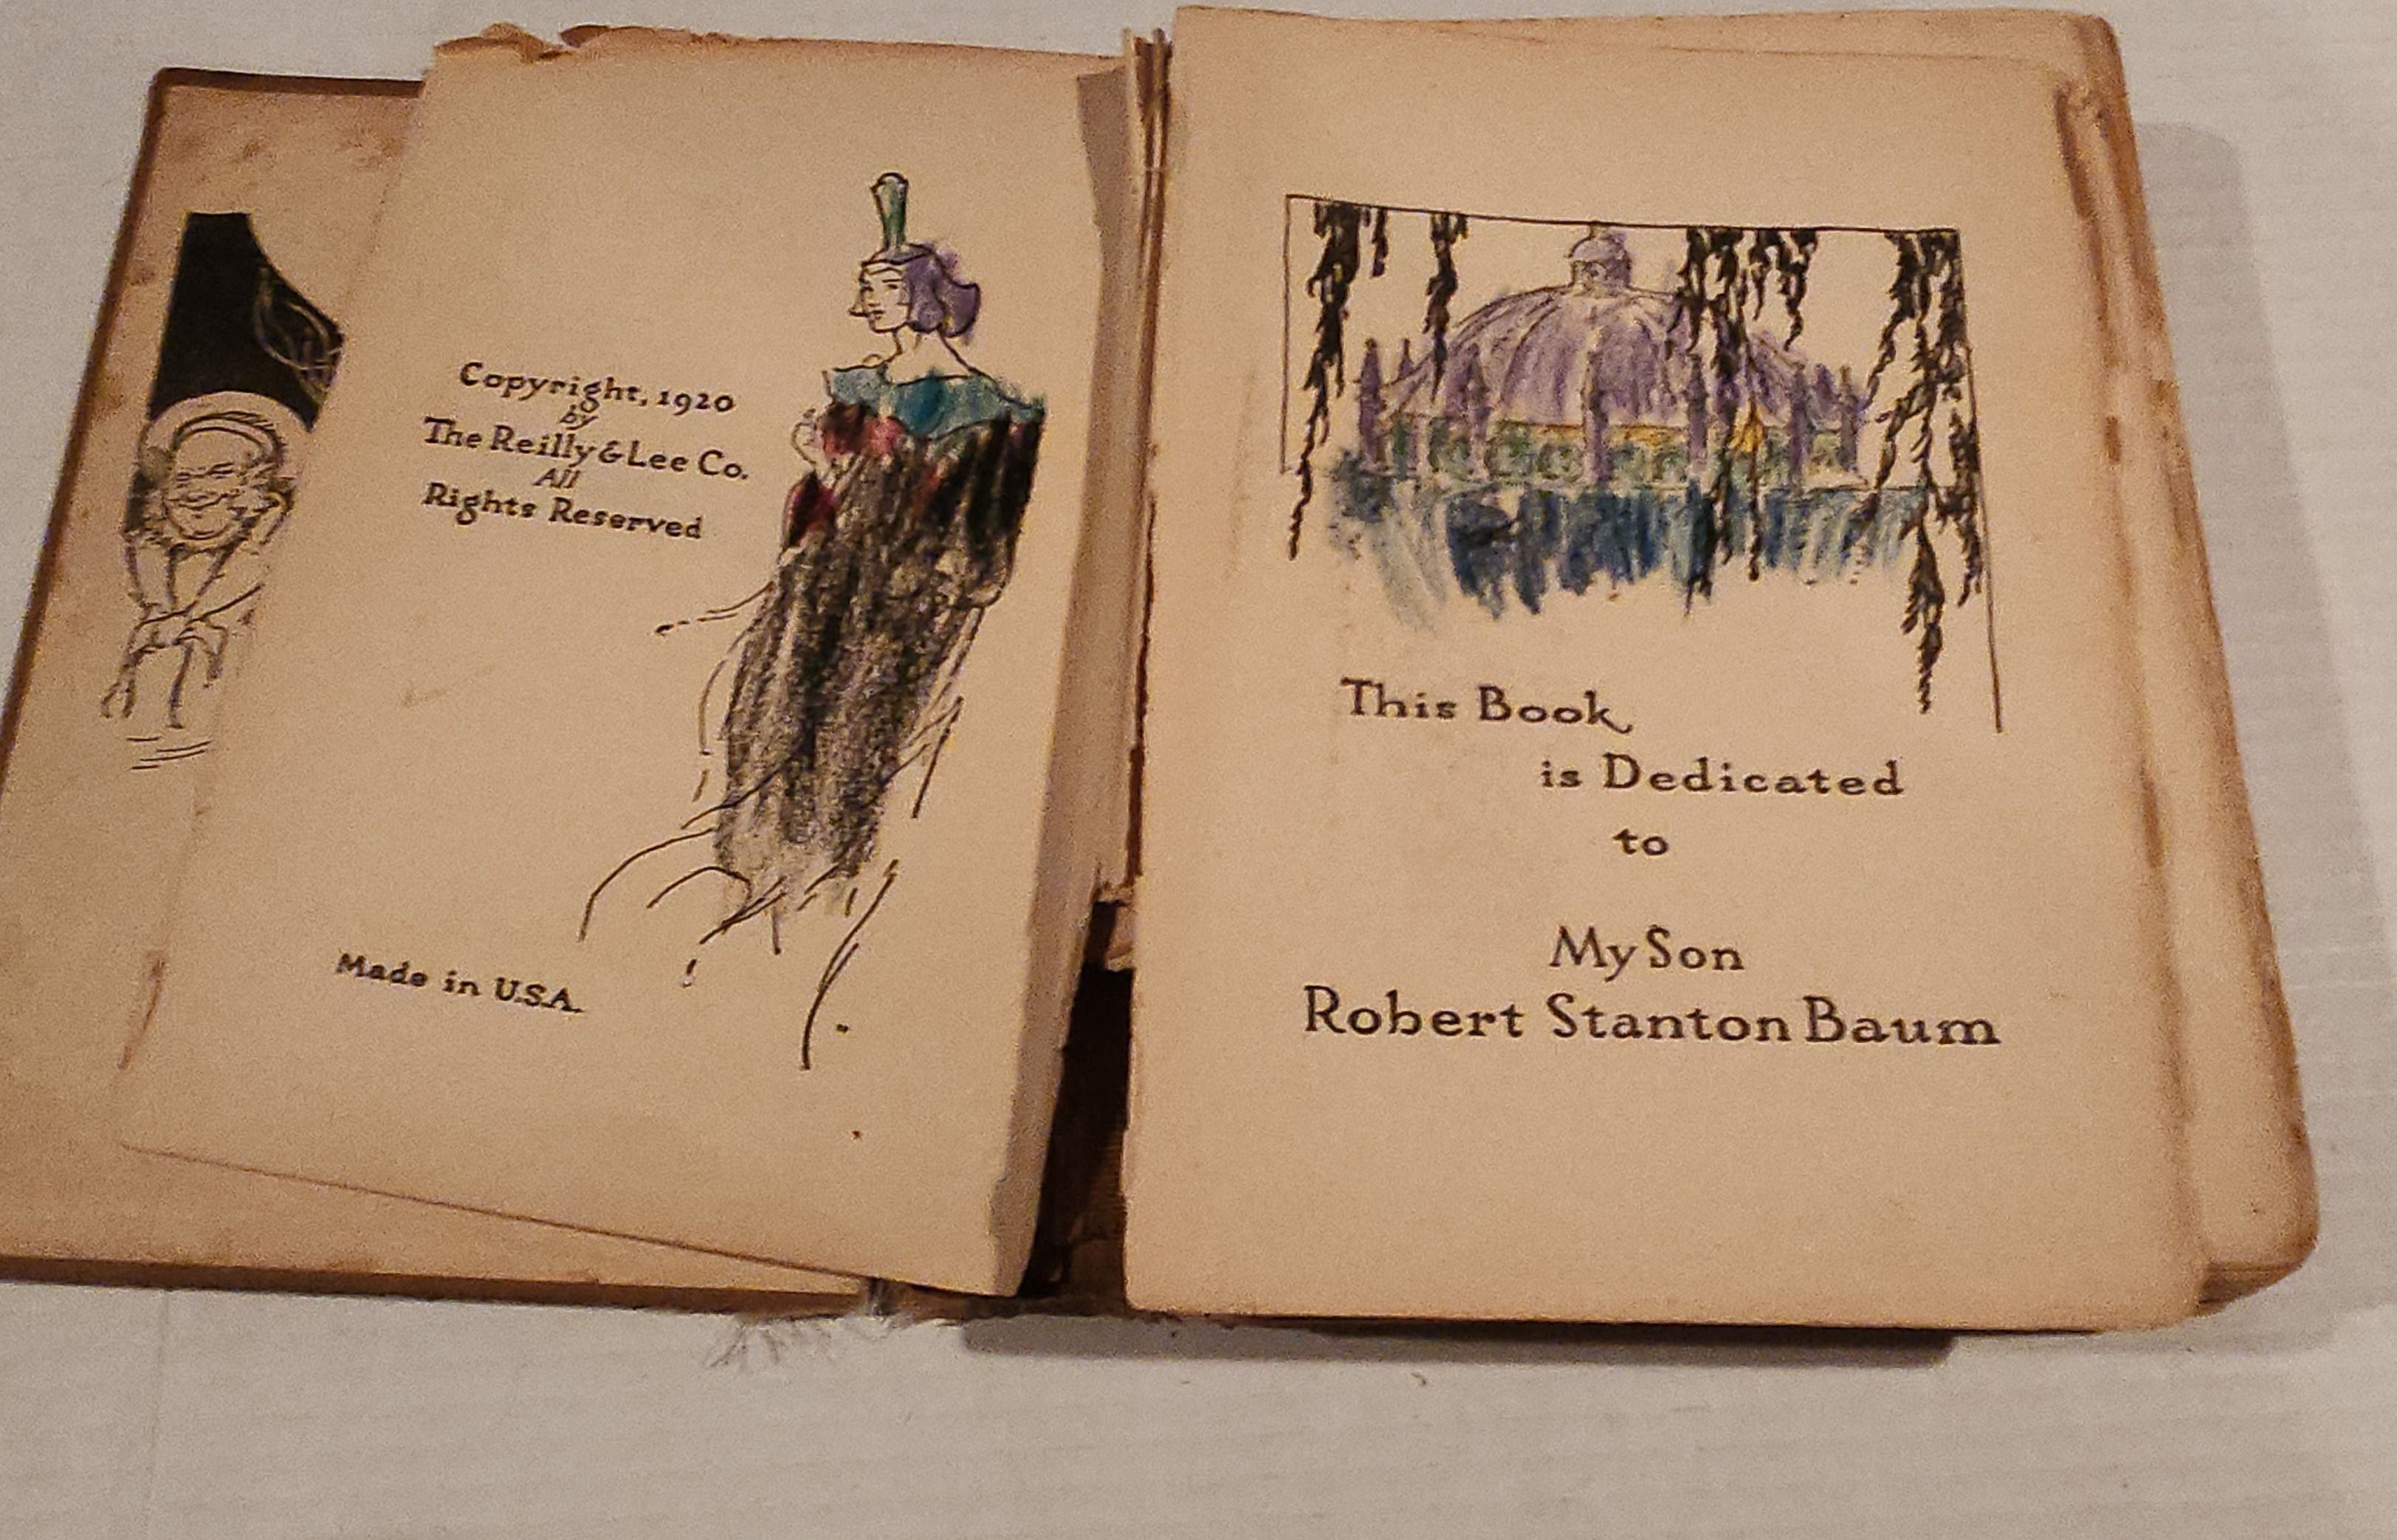 Copyright, 1920
by
The Reilly & Lee Co.
All
Rights Reserved
Made in U.S.A.
This Book
is Dedicated
to
My Son
Robert Stanton Baum